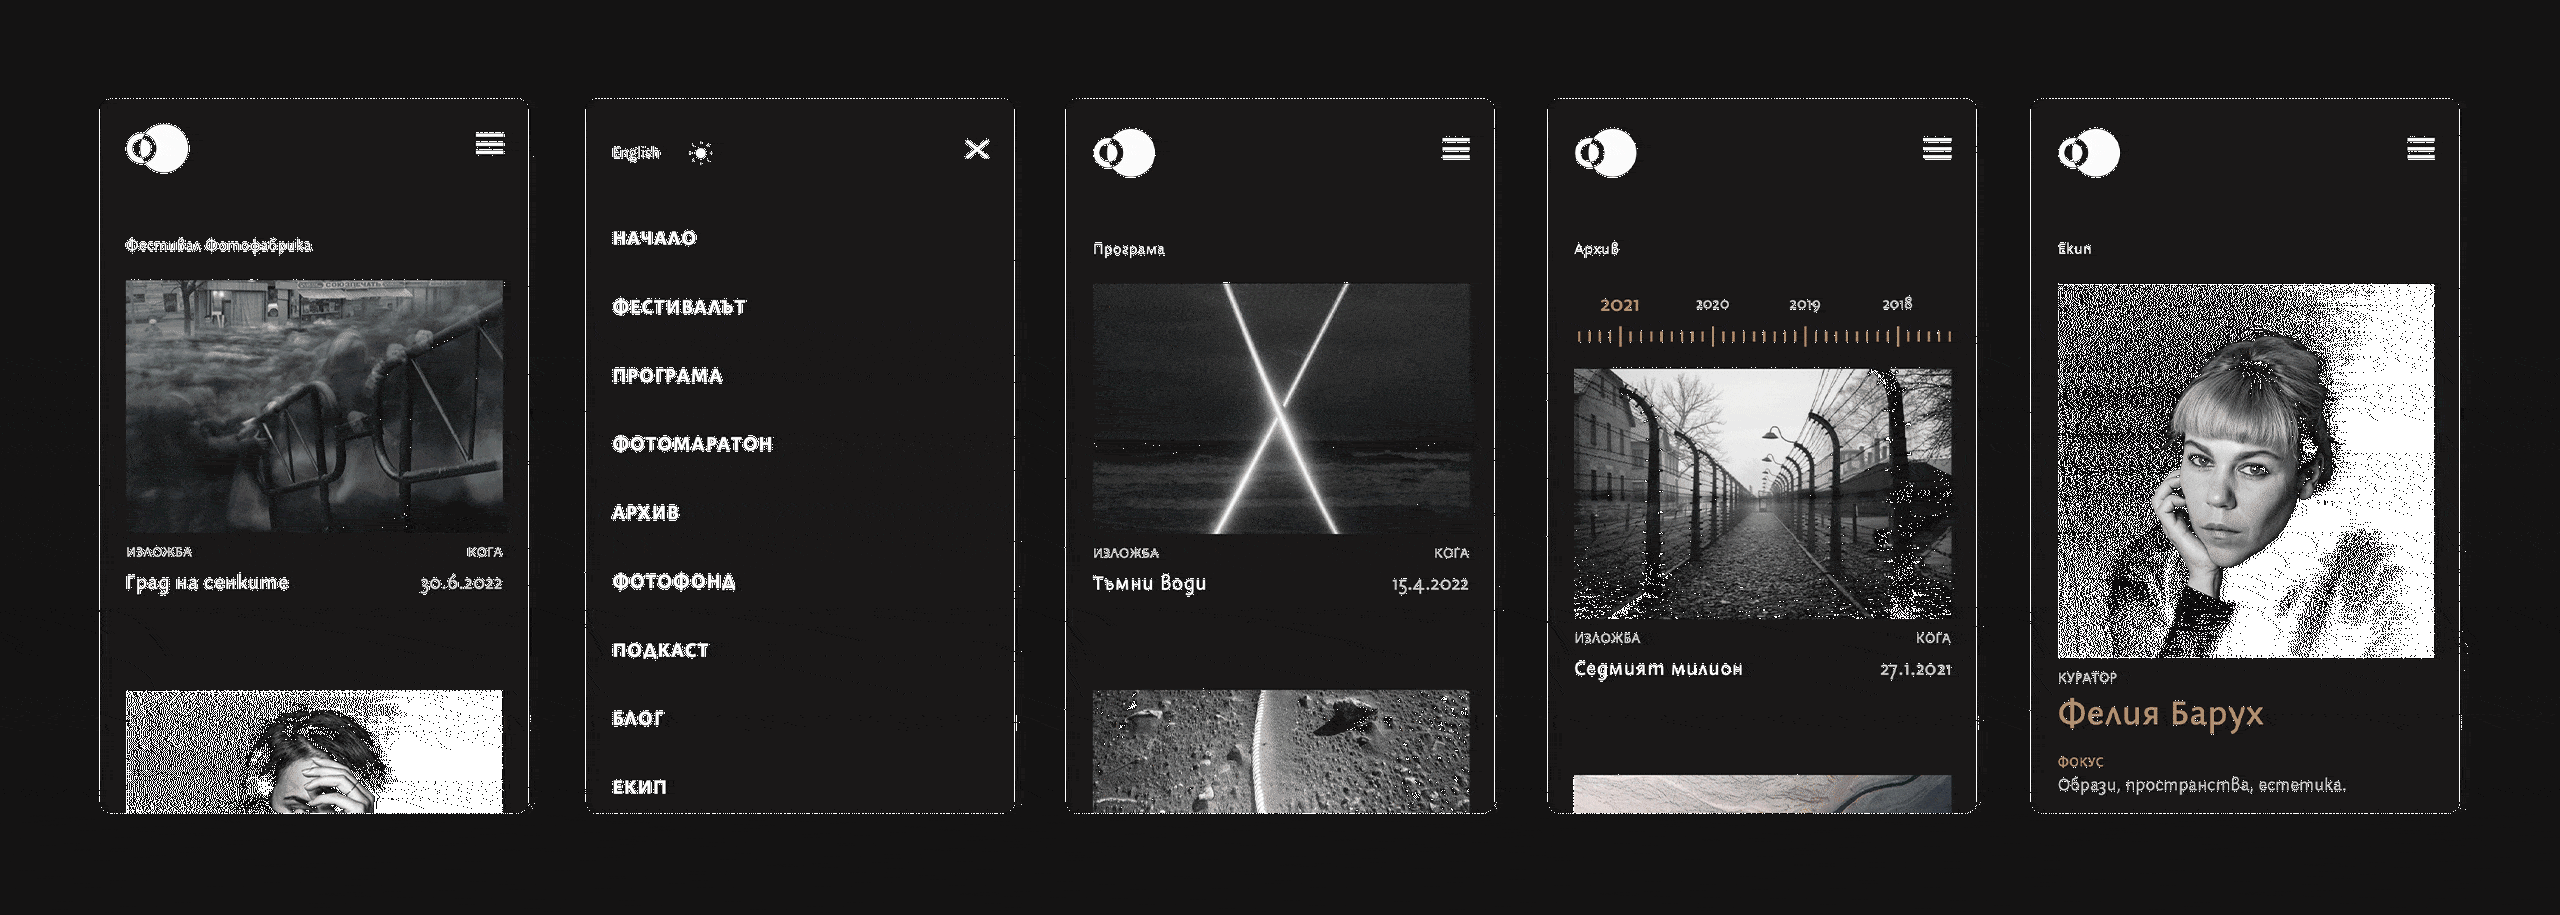 Фестивал Фотофабрика
СОЮЗПЕЧАТЬ
ИЗЛОЖБА КОГА
Град на сенките 30.6.2022
English
НАЧАЛО
ФЕСТИВАЛЪТ
ПРОГРАМА
ФОТОМАРАТОН
АРХИВ
ФОТОФОНД
ПОДКАСТ
БЛОГ
ЕКИП
Програма
ИЗЛОЖБА КОГА
Тъмни води 15.4.2022
Архив
2021 2020 2019 2018
ИЗЛОЖБА КОГА
Седмият милион 27.1.2021
Екип
КУРАТОР
Фелия Барух
ФОКУС
Образи, пространства, естетика.